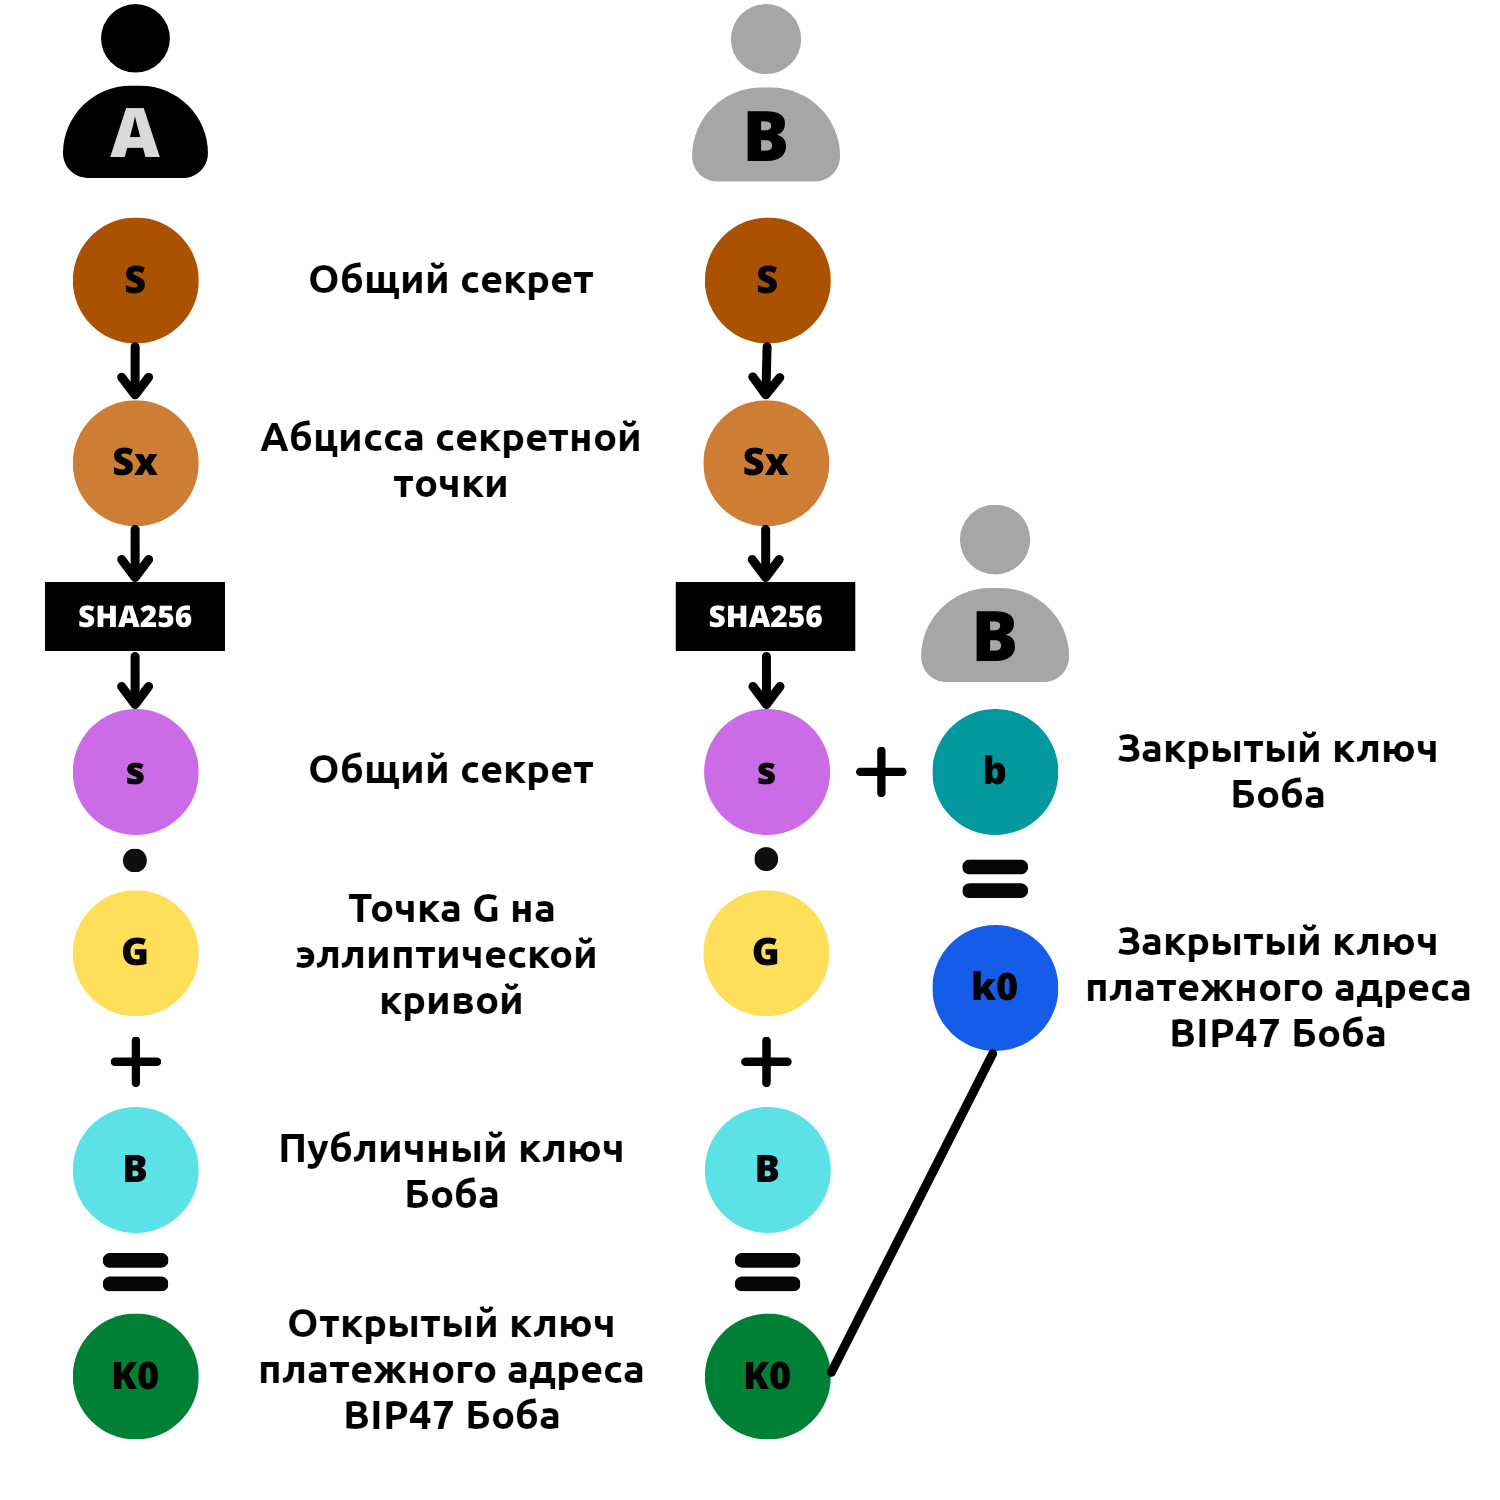 A
B
S
Общий секрет
S
Sx
Абцисса секретной
точки
Sx
SHA256
SHA256
B
s
Общий секрет
s
+
b
Закрытый ключ
Боба
=
G
Точка G на
эллиптической
кривой
G
k0
Закрытый ключ
платежного адреса
BIP47 Боба
+
+
B
Публичный ключ
Боба
B
=
=
K0
Открытый ключ
платежного адреса
BIP47 Боба
K0